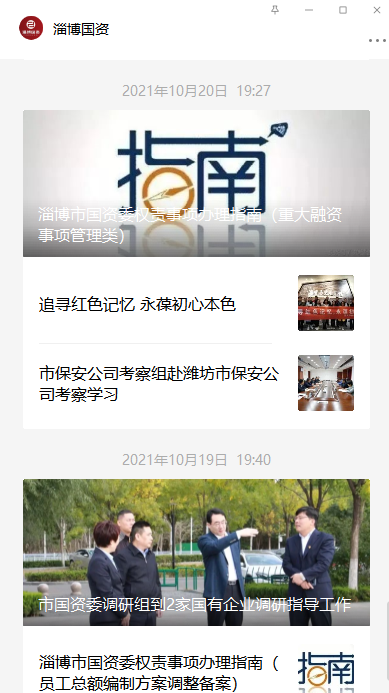 淄博国资
2021年10月20日 19:27
指南
淄博市国资委权责事项办理指南（重大融资
事项管理类）
追寻红色记忆 永葆初心本色
市保安公司考察组赴潍坊市保安公
司考察学习
2021年10月19日 19:40
市国资委调研组到2家国有企业调研指导工作
淄博市国资委权责事项办理指南（
员工总额编制方案调整备案）
指南